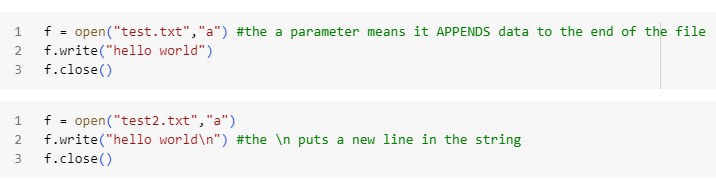 1 f = open("test.txt","a") #the a parameter means it APPENDS data to the end of the file
2 f.write("hello world")
3 f.close()
1 f = open("test2.txt","a")
2 f.write("hello world\n") #the \n puts a new line in the string
3 f.close()